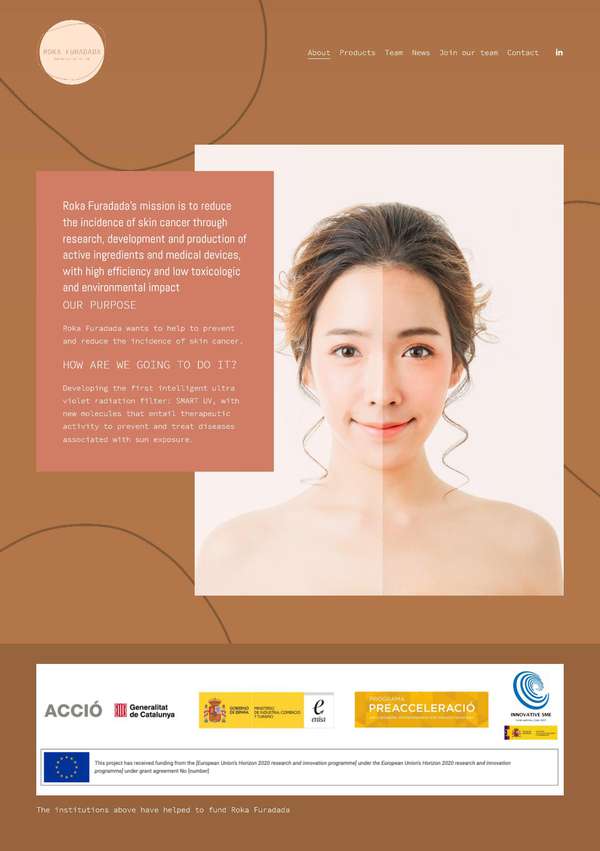 ROKA FURADADA
About Products Team News Join our team Contact in
Roka Furadada's mission is to reduce
the incidence of skin cancer through
research, development and production of
active ingredients and medical devices,
with high efficiency and low toxicologic
and environmental impact
OUR PURPOSE
Roka Furadada wants to help to prevent
and reduce the incidence of skin cancer.
HOW ARE WE GOING TO DO IT?
Developing the first intelligent ultra
violet radiation filter: SMART UV, with
new molecules that entail therapeutic
activity to prevent and treat diseases
associated with sun exposure.
ACCIÓ
Generalitat
de Catalunya
GOBIERNO
DE ESPAÑA
MINISTERIO
DE INDUSTRIA, COMERCIO
Y TURISMO
e
enisa
PROGRAMA
PREACCELERACIÓ
INNOVATIVE SME
This project has received funding from the [European Union's Horizon 2020 research and innovation programme] under the European Union's Horizon 2020 research and innovation
programme] under grant agreement No [number]
The institutions above have helped to fund Roka Furadada